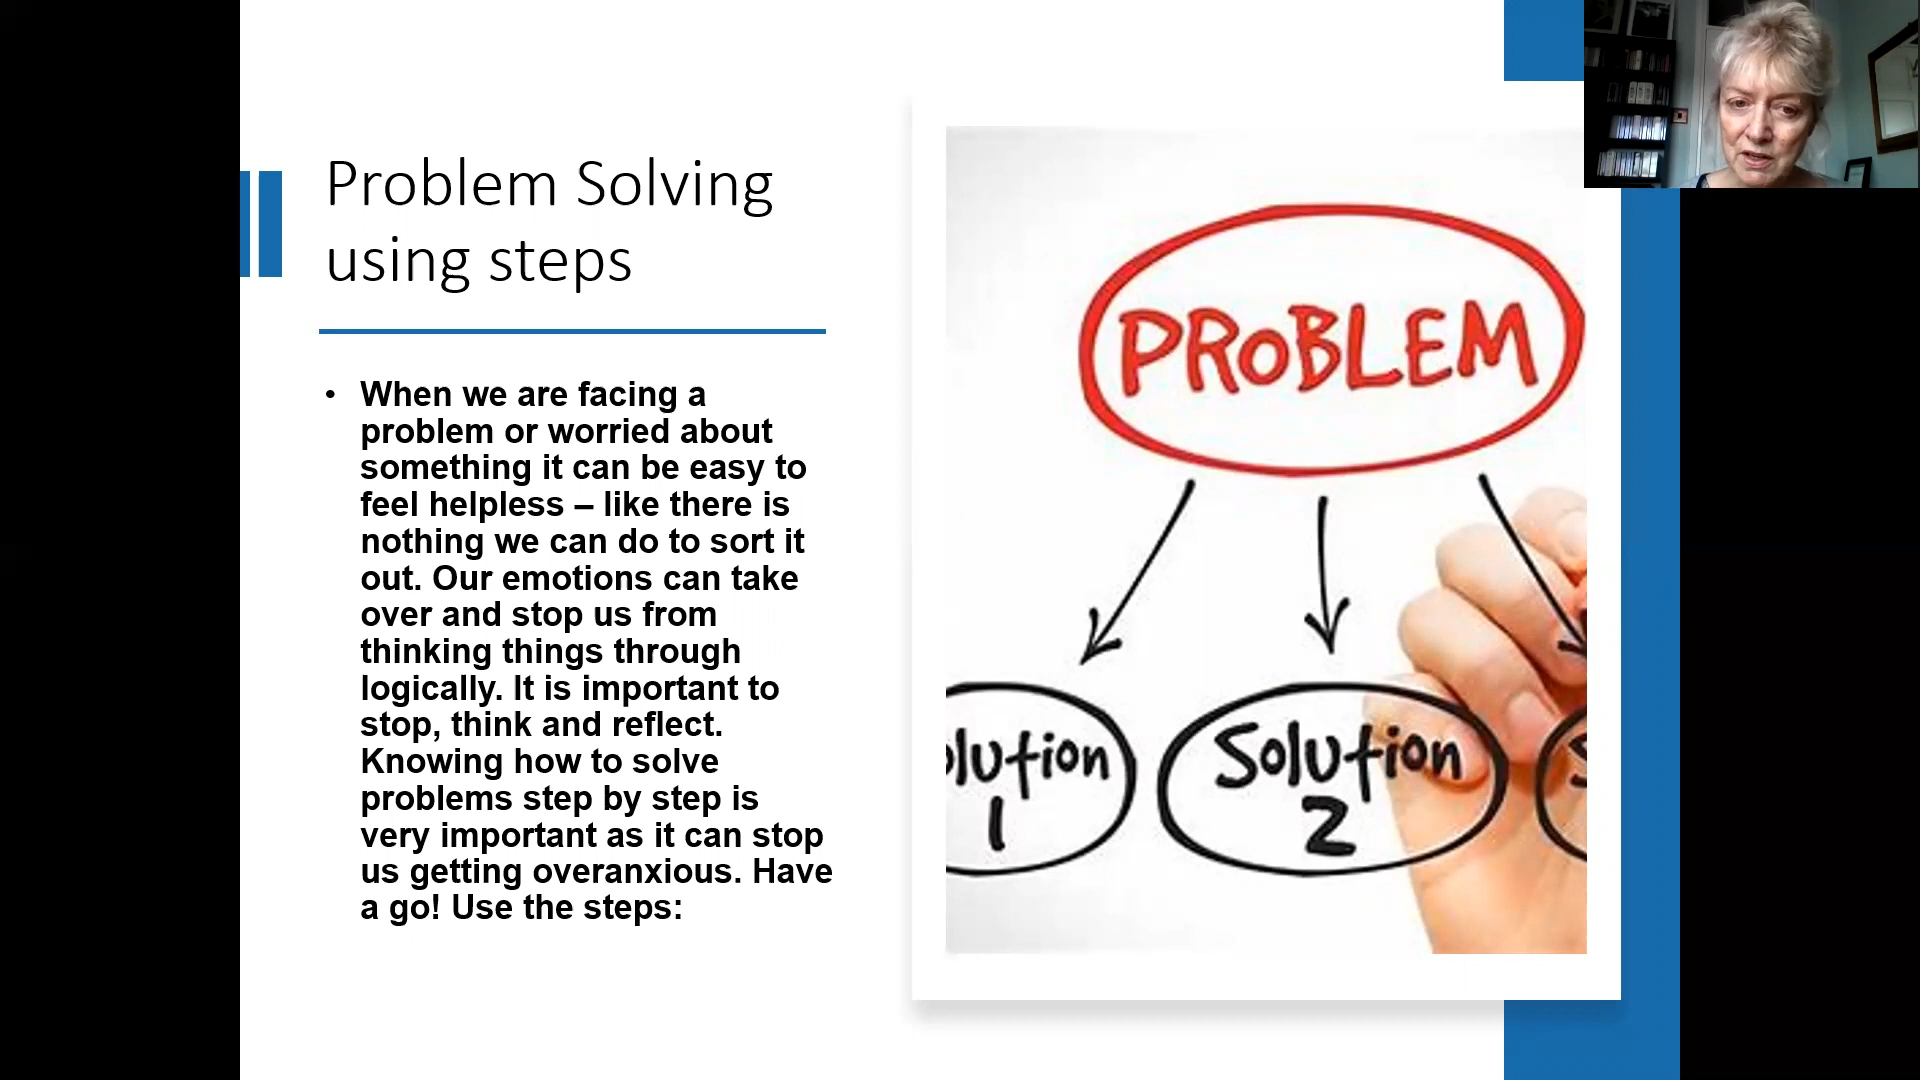 Problem Solving
using steps
• When we are facing a
problem or worried about
something it can be easy to
feel helpless – like there is
nothing we can do to sort it
out. Our emotions can take
over and stop us from
thinking things through
logically. It is important to
stop, think and reflect.
Knowing how to solve
problems step by step is
very important as it can stop
us getting overanxious. Have
a go! Use the steps:
PROBLEM
olution
1
Solution
2
S